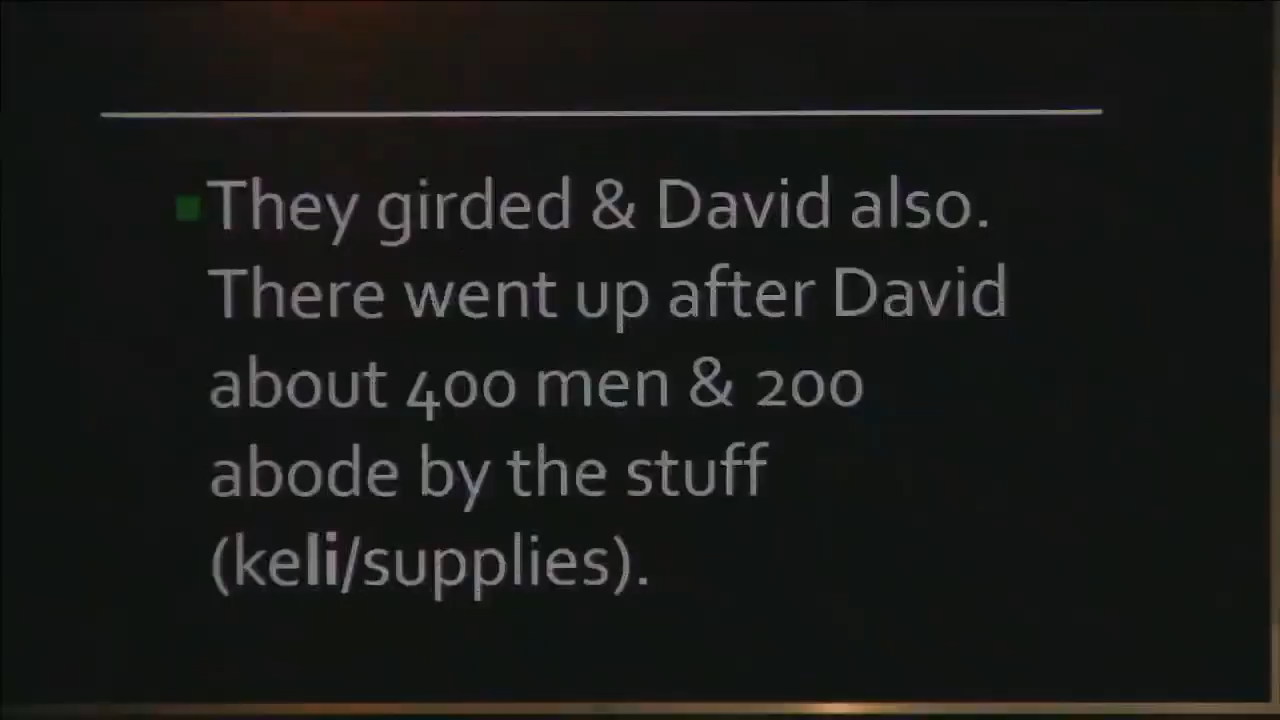 They girded & David also.
There went up after David
about 400 men & 200
abode by the stuff
(keli/supplies).